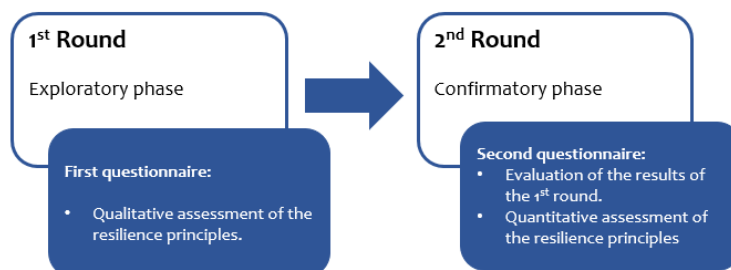 1st Round
Exploratory phase
First questionnaire:
• Qualitative assessment of the
resilience principles.
2nd Round
Confirmatory phase
Second questionnaire:
• Evaluation of the results of
the 1st round.
• Quantitative assessment of
the resilience principles